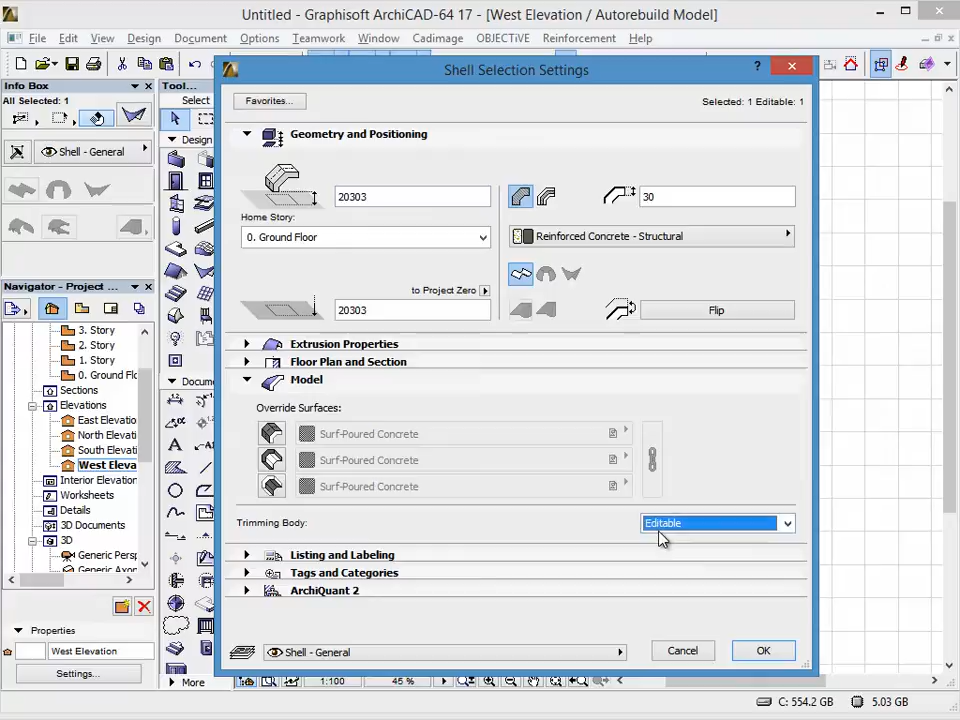 Untitled - Graphisoft ArchiCAD-64 17 - [West Elevation / Autorebuild Model]
File Edit View Design Document Options Teamwork Window Cadimage OBJECTiVE Reinforcement Help
Info Box
All Selected: 1
Shell - General
Tool...
Select
Design
Docume
More
Navigator - Project...
3. Story
2. Story
1. Story
0. Ground Flo
Sections
Elevations
East Elevatio
North Elevati
South Elevati
West Eleva
Interior Elevation
Worksheets
Details
3D Documents
3D
Generic Persp
Generic Axon
Properties
West Elevation
Settings...
Shell Selection Settings
?
Favorites...
Selected: 1 Editable: 1
Geometry and Positioning
20303
30
Home Story:
0. Ground Floor
Reinforced Concrete - Structural
to Project Zero
20303
Flip
Extrusion Properties
Floor Plan and Section
Model
Override Surfaces:
Surf-Poured Concrete
Surf-Poured Concrete
Surf-Poured Concrete
Trimming Body:
Editable
Listing and Labeling
Tags and Categories
ArchiQuant 2
Shell - General
Cancel
OK
1:100
45 %
C: 554.2 GB
5.03 GB